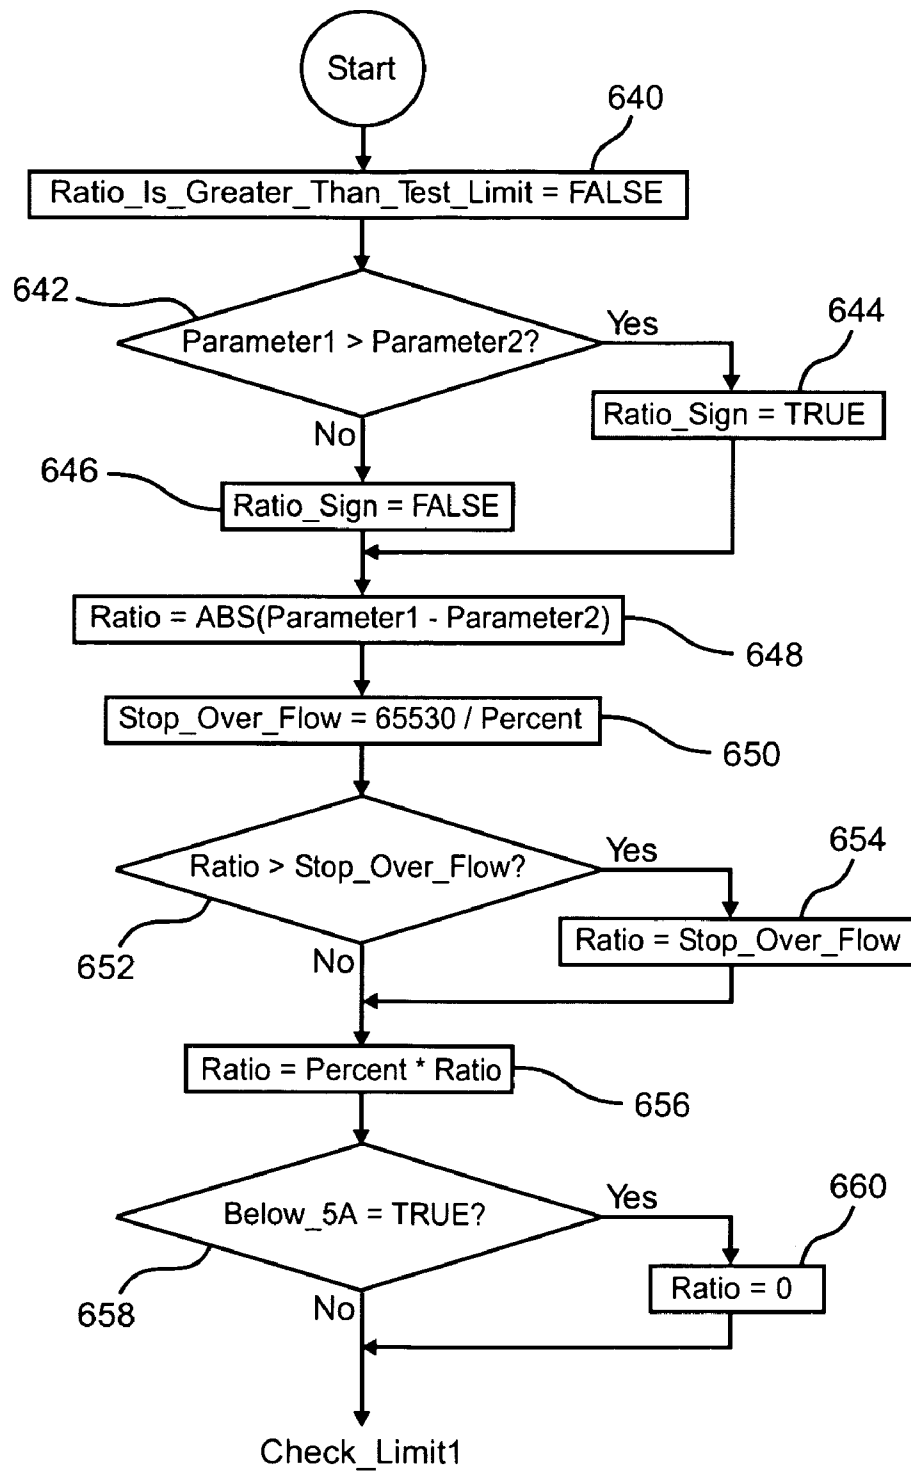 Start
640
Ratio_Is_Greater_Than_Test_Limit = FALSE
642
Parameter1 > Parameter2?
Yes
644
Ratio_Sign = TRUE
No
646
Ratio_Sign = FALSE
Ratio = ABS(Parameter1 - Parameter2)
648
Stop_Over_Flow = 65530 / Percent
650
Ratio > Stop_Over_Flow?
Yes
654
652
Ratio = Stop_Over_Flow
No
Ratio = Percent * Ratio
656
Below_5A = TRUE?
Yes
660
658
Ratio = 0
No
Check_Limit1